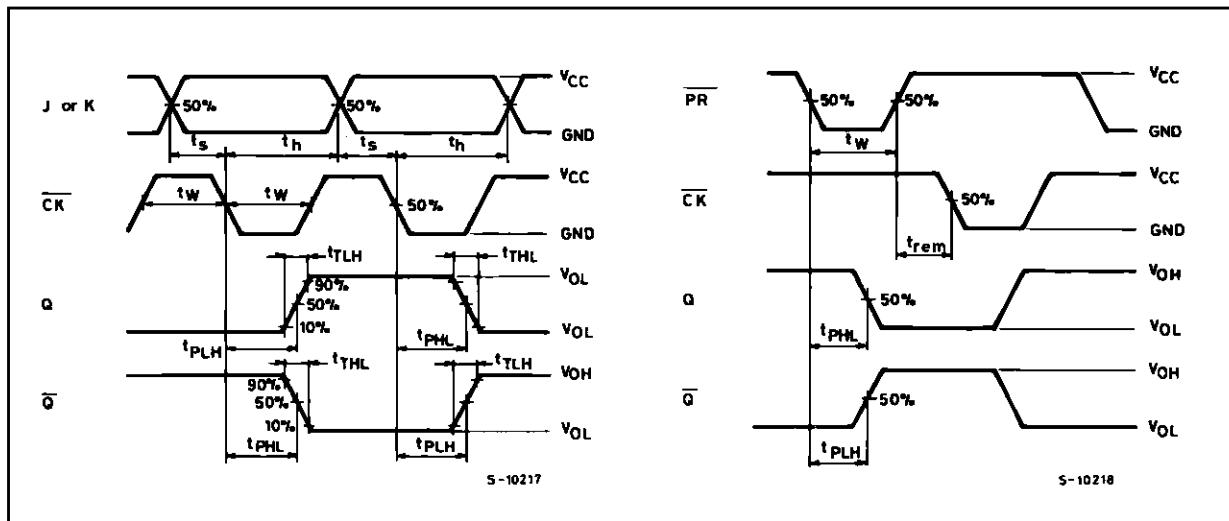 VCC
J or K
50%
50%
GND
ts
th
ts
th
VCC
CK
tW
tW
50%
GND
tTLH
tTHL
VOL
90%
Q
50%
10%
VOL
tPLH
tPHL
tTHL
tTLH
VOH
90%
Q
50%
10%
VOL
tPHL
tPLH
S-10217
VCC
PR
50%
50%
GND
tW
VCC
CK
50%
GND
trem
VOH
Q
50%
VOL
tPHL
VOH
Q
50%
VOL
tPLH
S-10218